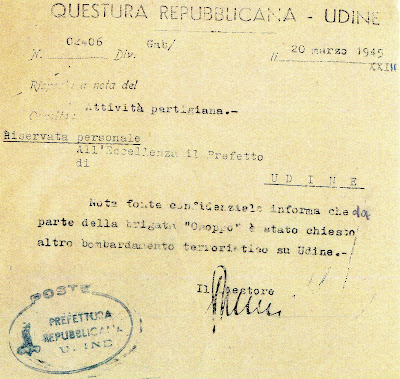 QUESTURA REPUBBLICANA - UDINE
N. 02406 Div. Gab/ li 20 marzo 1945
XXIII
Risposta a nota del
Oggetto: Attività partigiana.-
Riservata personale
All'Eccellenza il Prefetto
di
U D I N E
Nota fonte confidenziale informa che da
parte della brigata "Osoppo" è stato chiesto
altro bombardamento terroristico su Udine.-
Il Questore
POSTE
PREFETTURA
REPUBBLICANA
UDINE